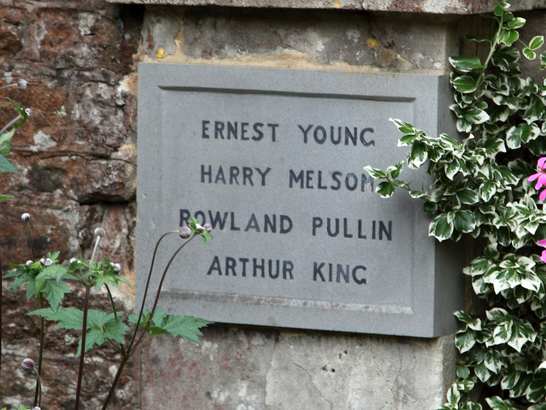 ERNEST YOUNG
HARRY MELSOM
ROWLAND PULLIN
ARTHUR KING